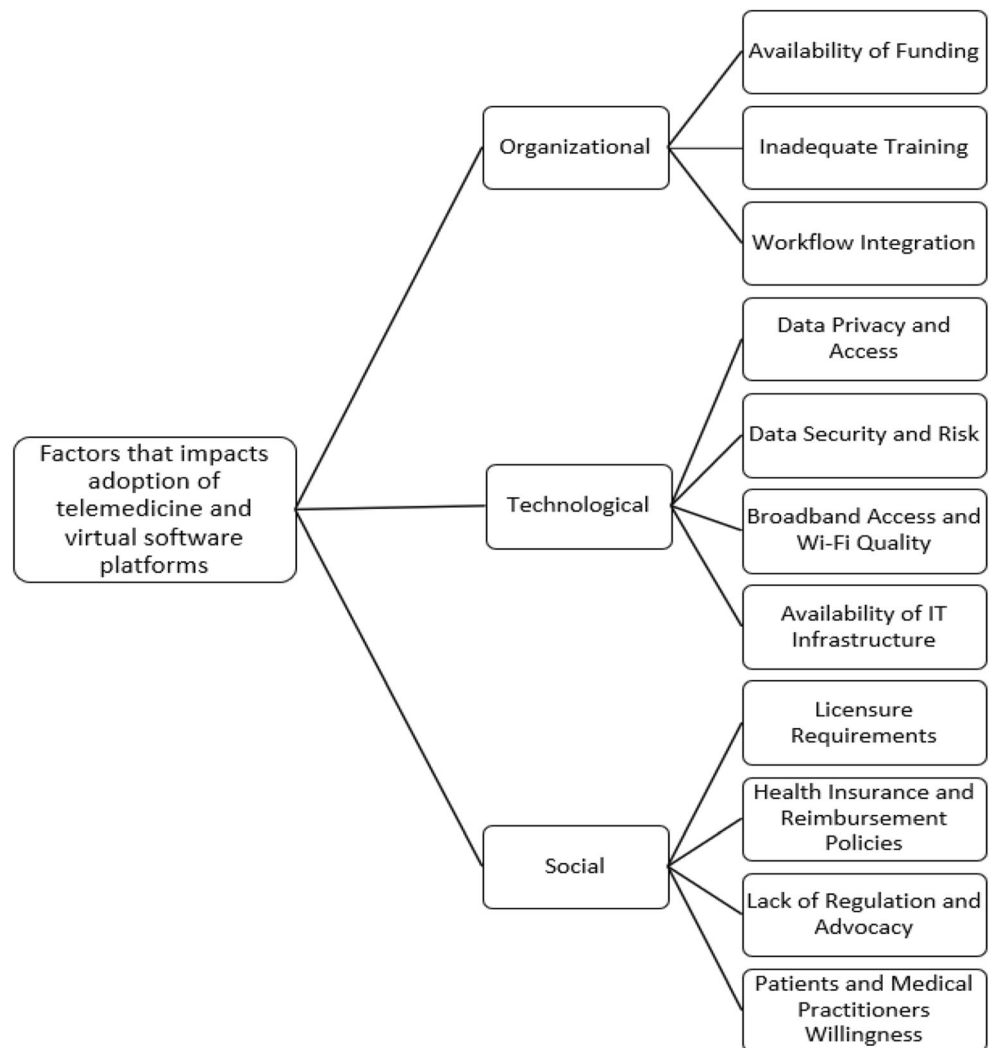 Factors that impacts
adoption of
telemedicine and
virtual software
platforms
Organizational
Availability of Funding
Inadequate Training
Workflow Integration
Technological
Data Privacy and
Access
Data Security and Risk
Broadband Access and
Wi-Fi Quality
Availability of IT
Infrastructure
Social
Licensure
Requirements
Health Insurance and
Reimbursement
Policies
Lack of Regulation and
Advocacy
Patients and Medical
Practitioners
Willingness